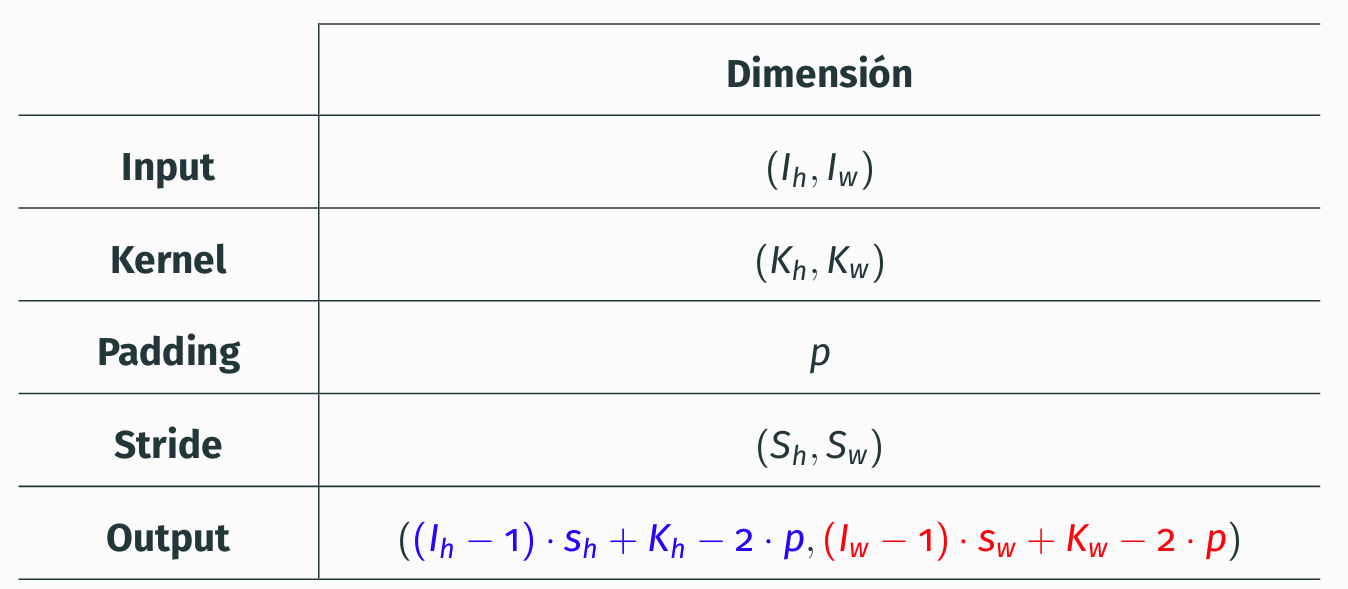 Dimensión
Input (I_h, I_w)
Kernel (K_h, K_w)
Padding p
Stride (S_h, S_w)
Output ((I_h − 1) · s_h + K_h − 2 · p, (I_w − 1) · s_w + K_w − 2 · p)